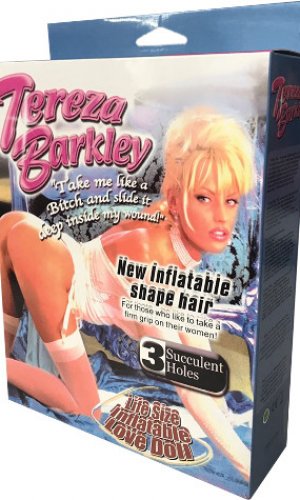 Tereza
Barkley
"Take me like a
Bitch and slide it
deep inside my wound!"
New inflatable
shape hair
For those who like to take a
firm grip on their women!
3 Succulent
Holes
Life Size
Inflatable
Love Doll